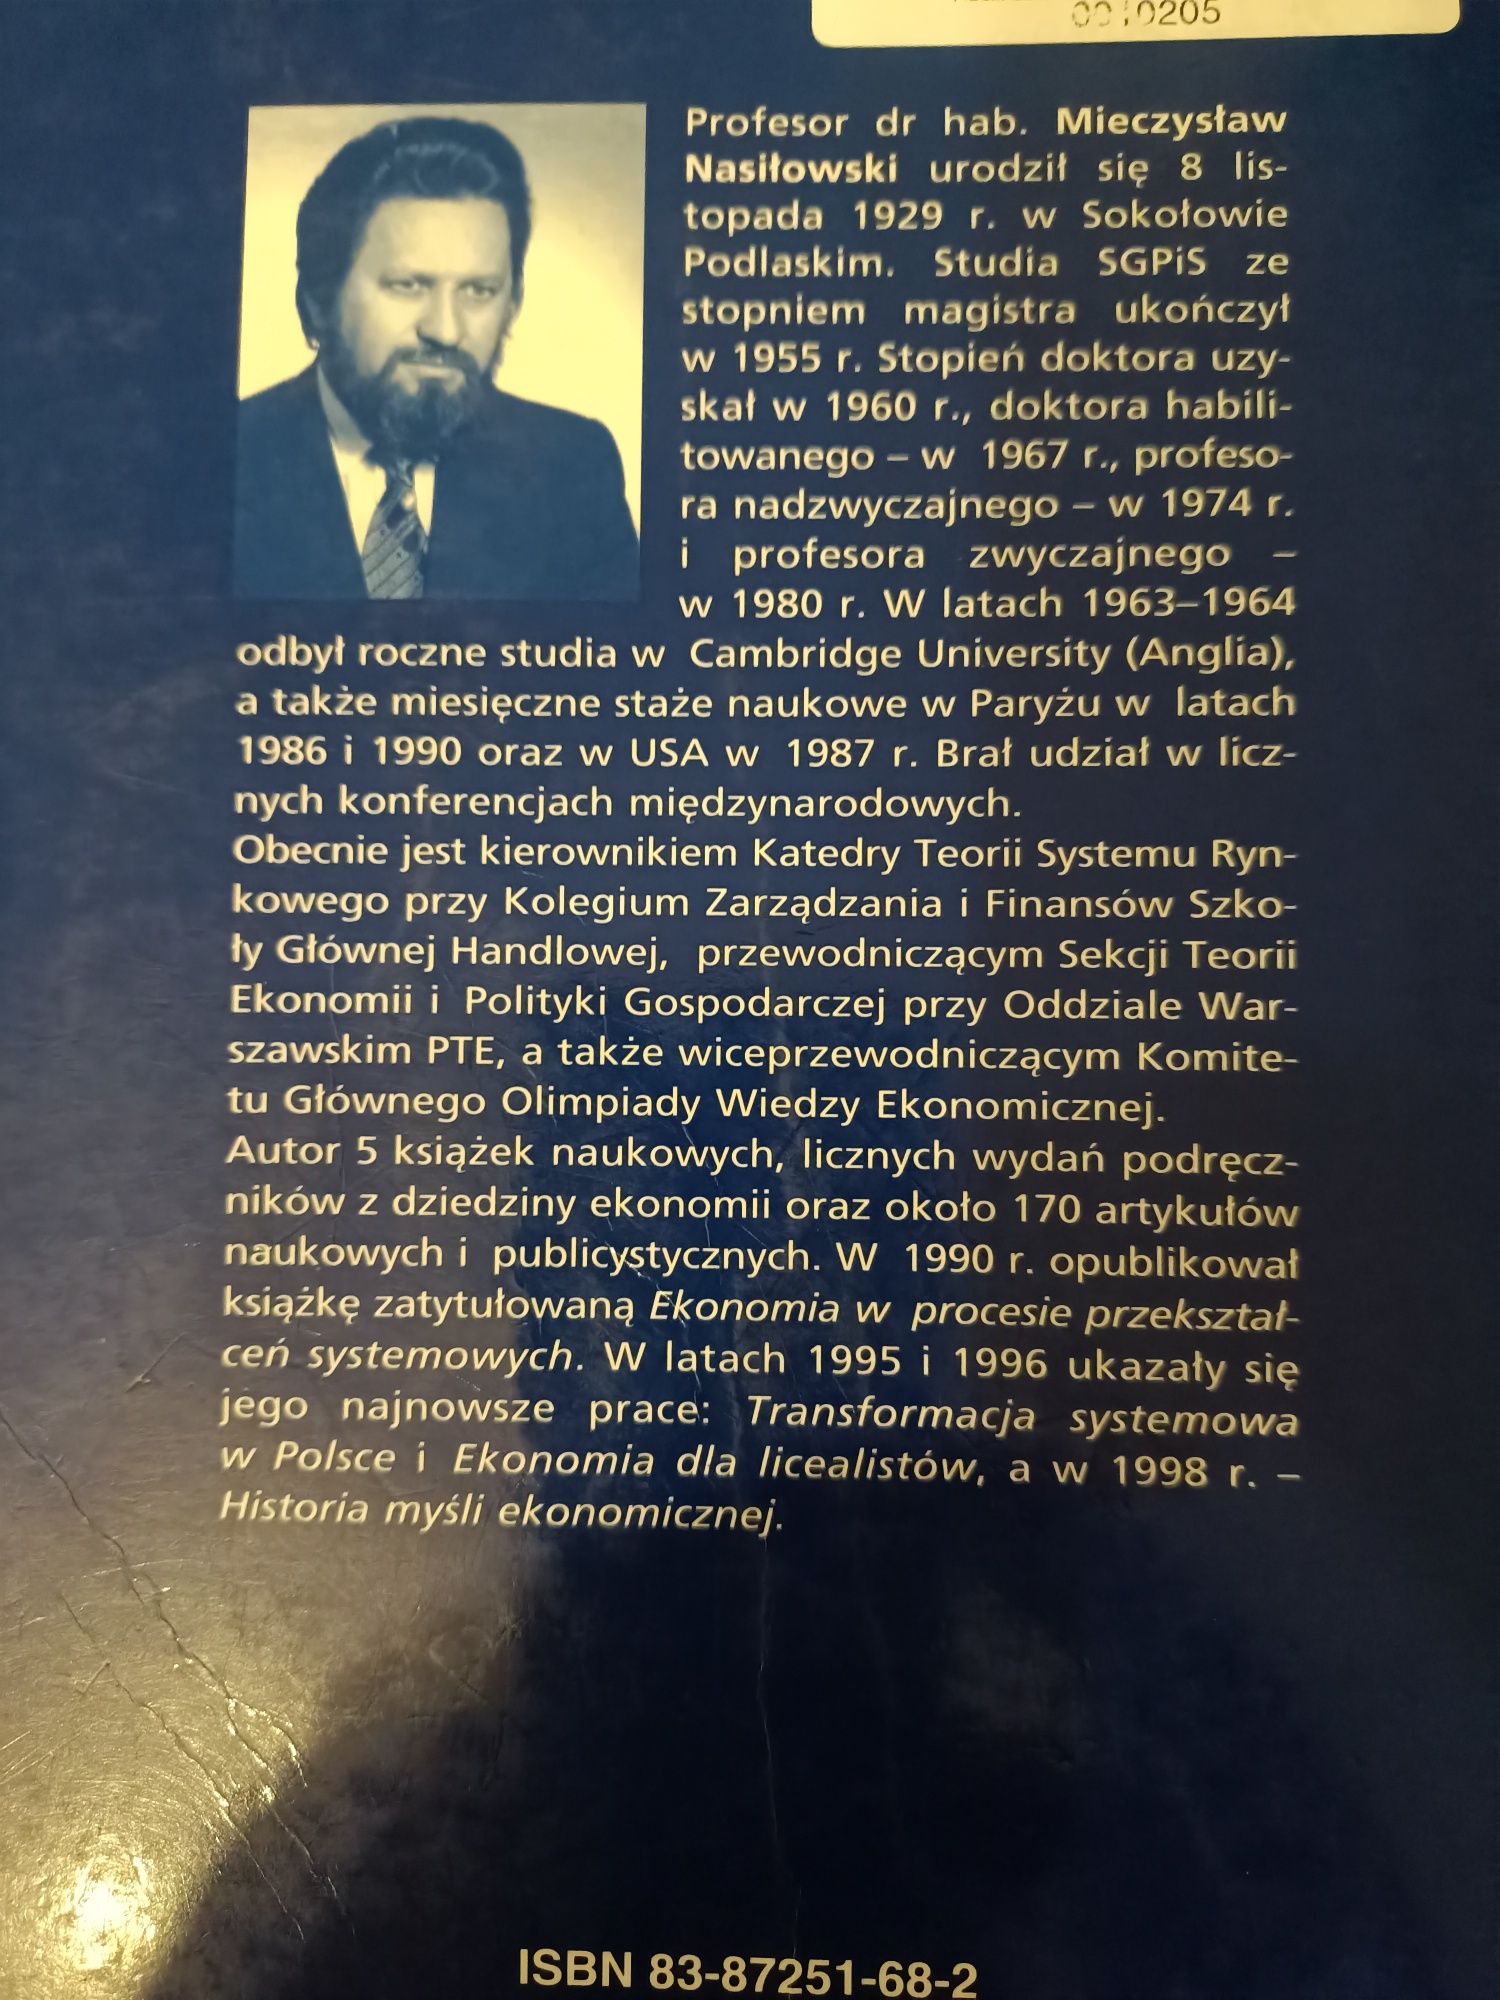 0010205
Profesor dr hab. Mieczysław
Nasiłowski urodził się 8 lis-
topada 1929 r. w Sokołowie
Podlaskim. Studia SGPiS ze
stopniem magistra ukończył
w 1955 r. Stopień doktora uzy-
skał w 1960 r., doktora habili-
towanego – w 1967 r., profeso-
ra nadzwyczajnego – w 1974 r.
i profesora zwyczajnego –
w 1980 r. W latach 1963–1964
odbył roczne studia w Cambridge University (Anglia),
a także miesięczne staże naukowe w Paryżu w latach
1986 i 1990 oraz w USA w 1987 r. Brał udział w licz-
nych konferencjach międzynarodowych.
Obecnie jest kierownikiem Katedry Teorii Systemu Ryn-
kowego przy Kolegium Zarządzania i Finansów Szko-
ły Głównej Handlowej, przewodniczącym Sekcji Teorii
Ekonomii i Polityki Gospodarczej przy Oddziale War-
szawskim PTE, a także wiceprzewodniczącym Komite-
tu Głównego Olimpiady Wiedzy Ekonomicznej.
Autor 5 książek naukowych, licznych wydań podręcz-
ników z dziedziny ekonomii oraz około 170 artykułów
naukowych i publicystycznych. W 1990 r. opublikował
książkę zatytułowaną Ekonomia w procesie przekształ-
ceń systemowych. W latach 1995 i 1996 ukazały się
jego najnowsze prace: Transformacja systemowa
w Polsce i Ekonomia dla licealistów, a w 1998 r. –
Historia myśli ekonomicznej.
ISBN 83-87251-68-2